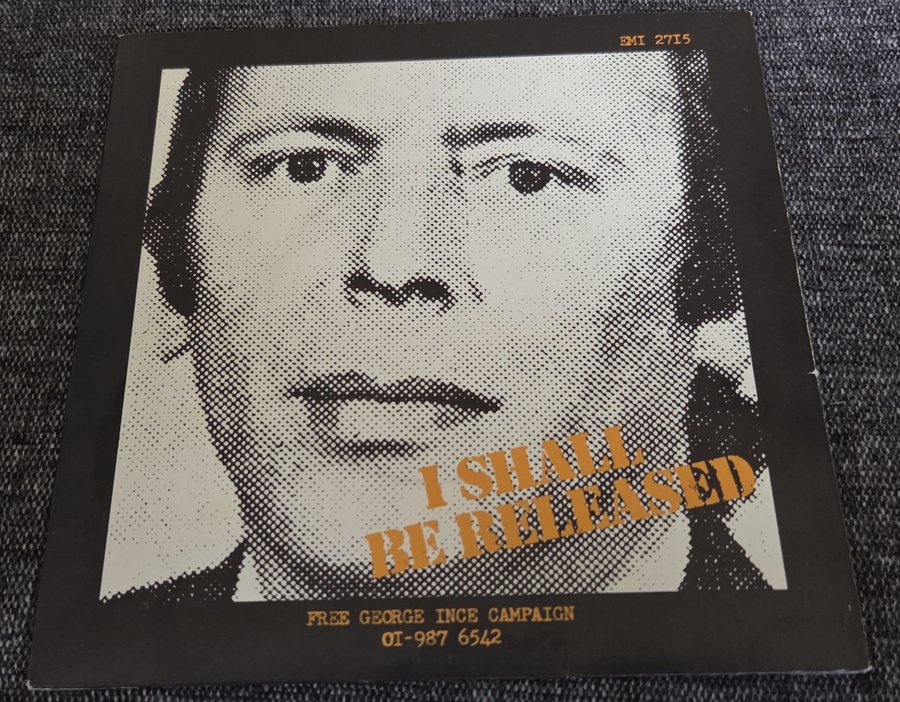 EMI 2715
I SHALL
BE RELEASED
FREE GEORGE INCE CAMPAIGN
01-987 6542